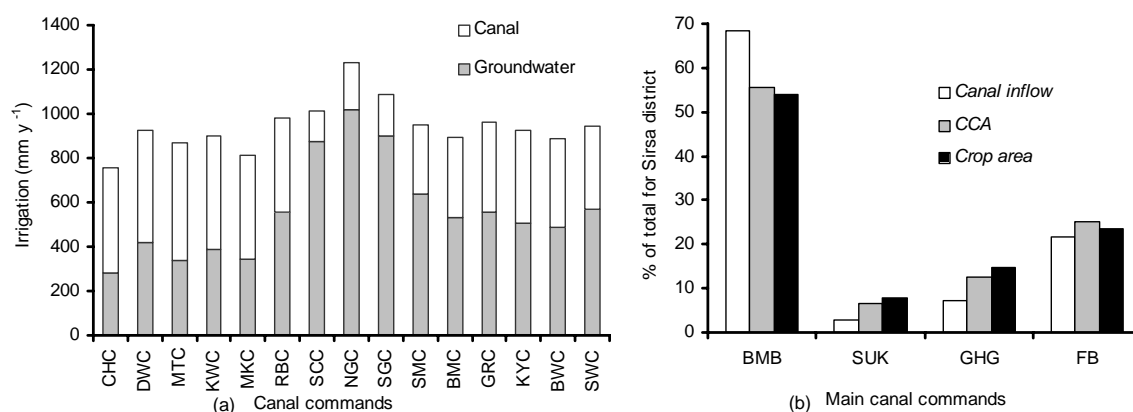 1400
1200
1000
800
600
400
200
0
Irrigation (mm y -1)
Canal
Groundwater
CHC
DWC
MTC
KWC
MKC
RBC
SCC
NGC
SGC
SMC
BMC
GRC
KYC
BWC
SWC
(a) Canal commands
70
60
50
40
30
20
10
0
% of total for Sirsa district
Canal inflow
CCA
Crop area
BMB SUK GHG FB
(b) Main canal commands